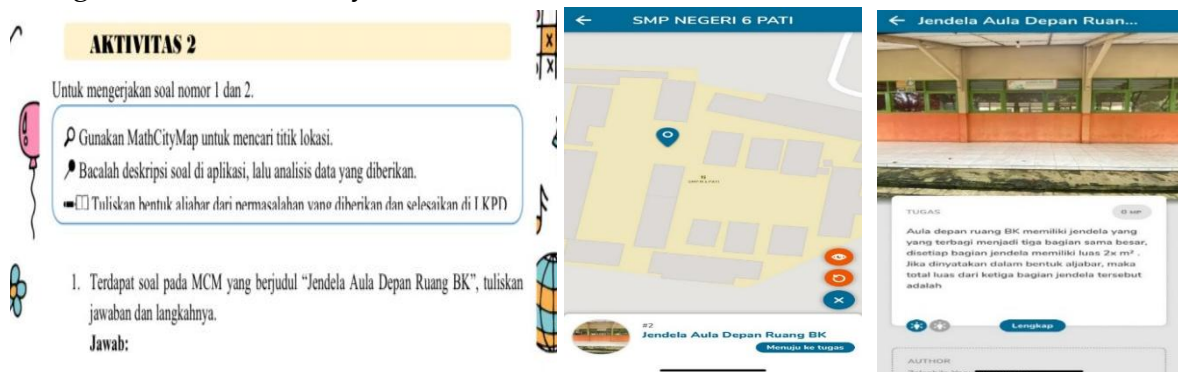 AKTIVITAS 2
Untuk mengerjakan soal nomor 1 dan 2.
Gunakan MathCityMap untuk mencari titik lokasi.
Bacalah deskripsi soal di aplikasi, lalu analisis data yang diberikan.
Tuliskan bentuk aljabar dari permasalahan yang diberikan dan selesaikan di LKPD
1. Terdapat soal pada MCM yang berjudul “Jendela Aula Depan Ruang BK”, tuliskan
jawaban dan langkahnya.
Jawab:
SMP NEGERI 6 PATI
#2
Jendela Aula Depan Ruang BK
Menuju ke tugas
Jendela Aula Depan Ruan...
TUGAS
0 MP
Aula depan ruang BK memiliki jendela yang
yang terbagi menjadi tiga bagian sama besar,
disetiap bagian jendela memiliki luas 2x m² .
Jika dinyatakan dalam bentuk aljabar, maka
total luas dari ketiga bagian jendela tersebut
adalah
Lengkap
AUTHOR